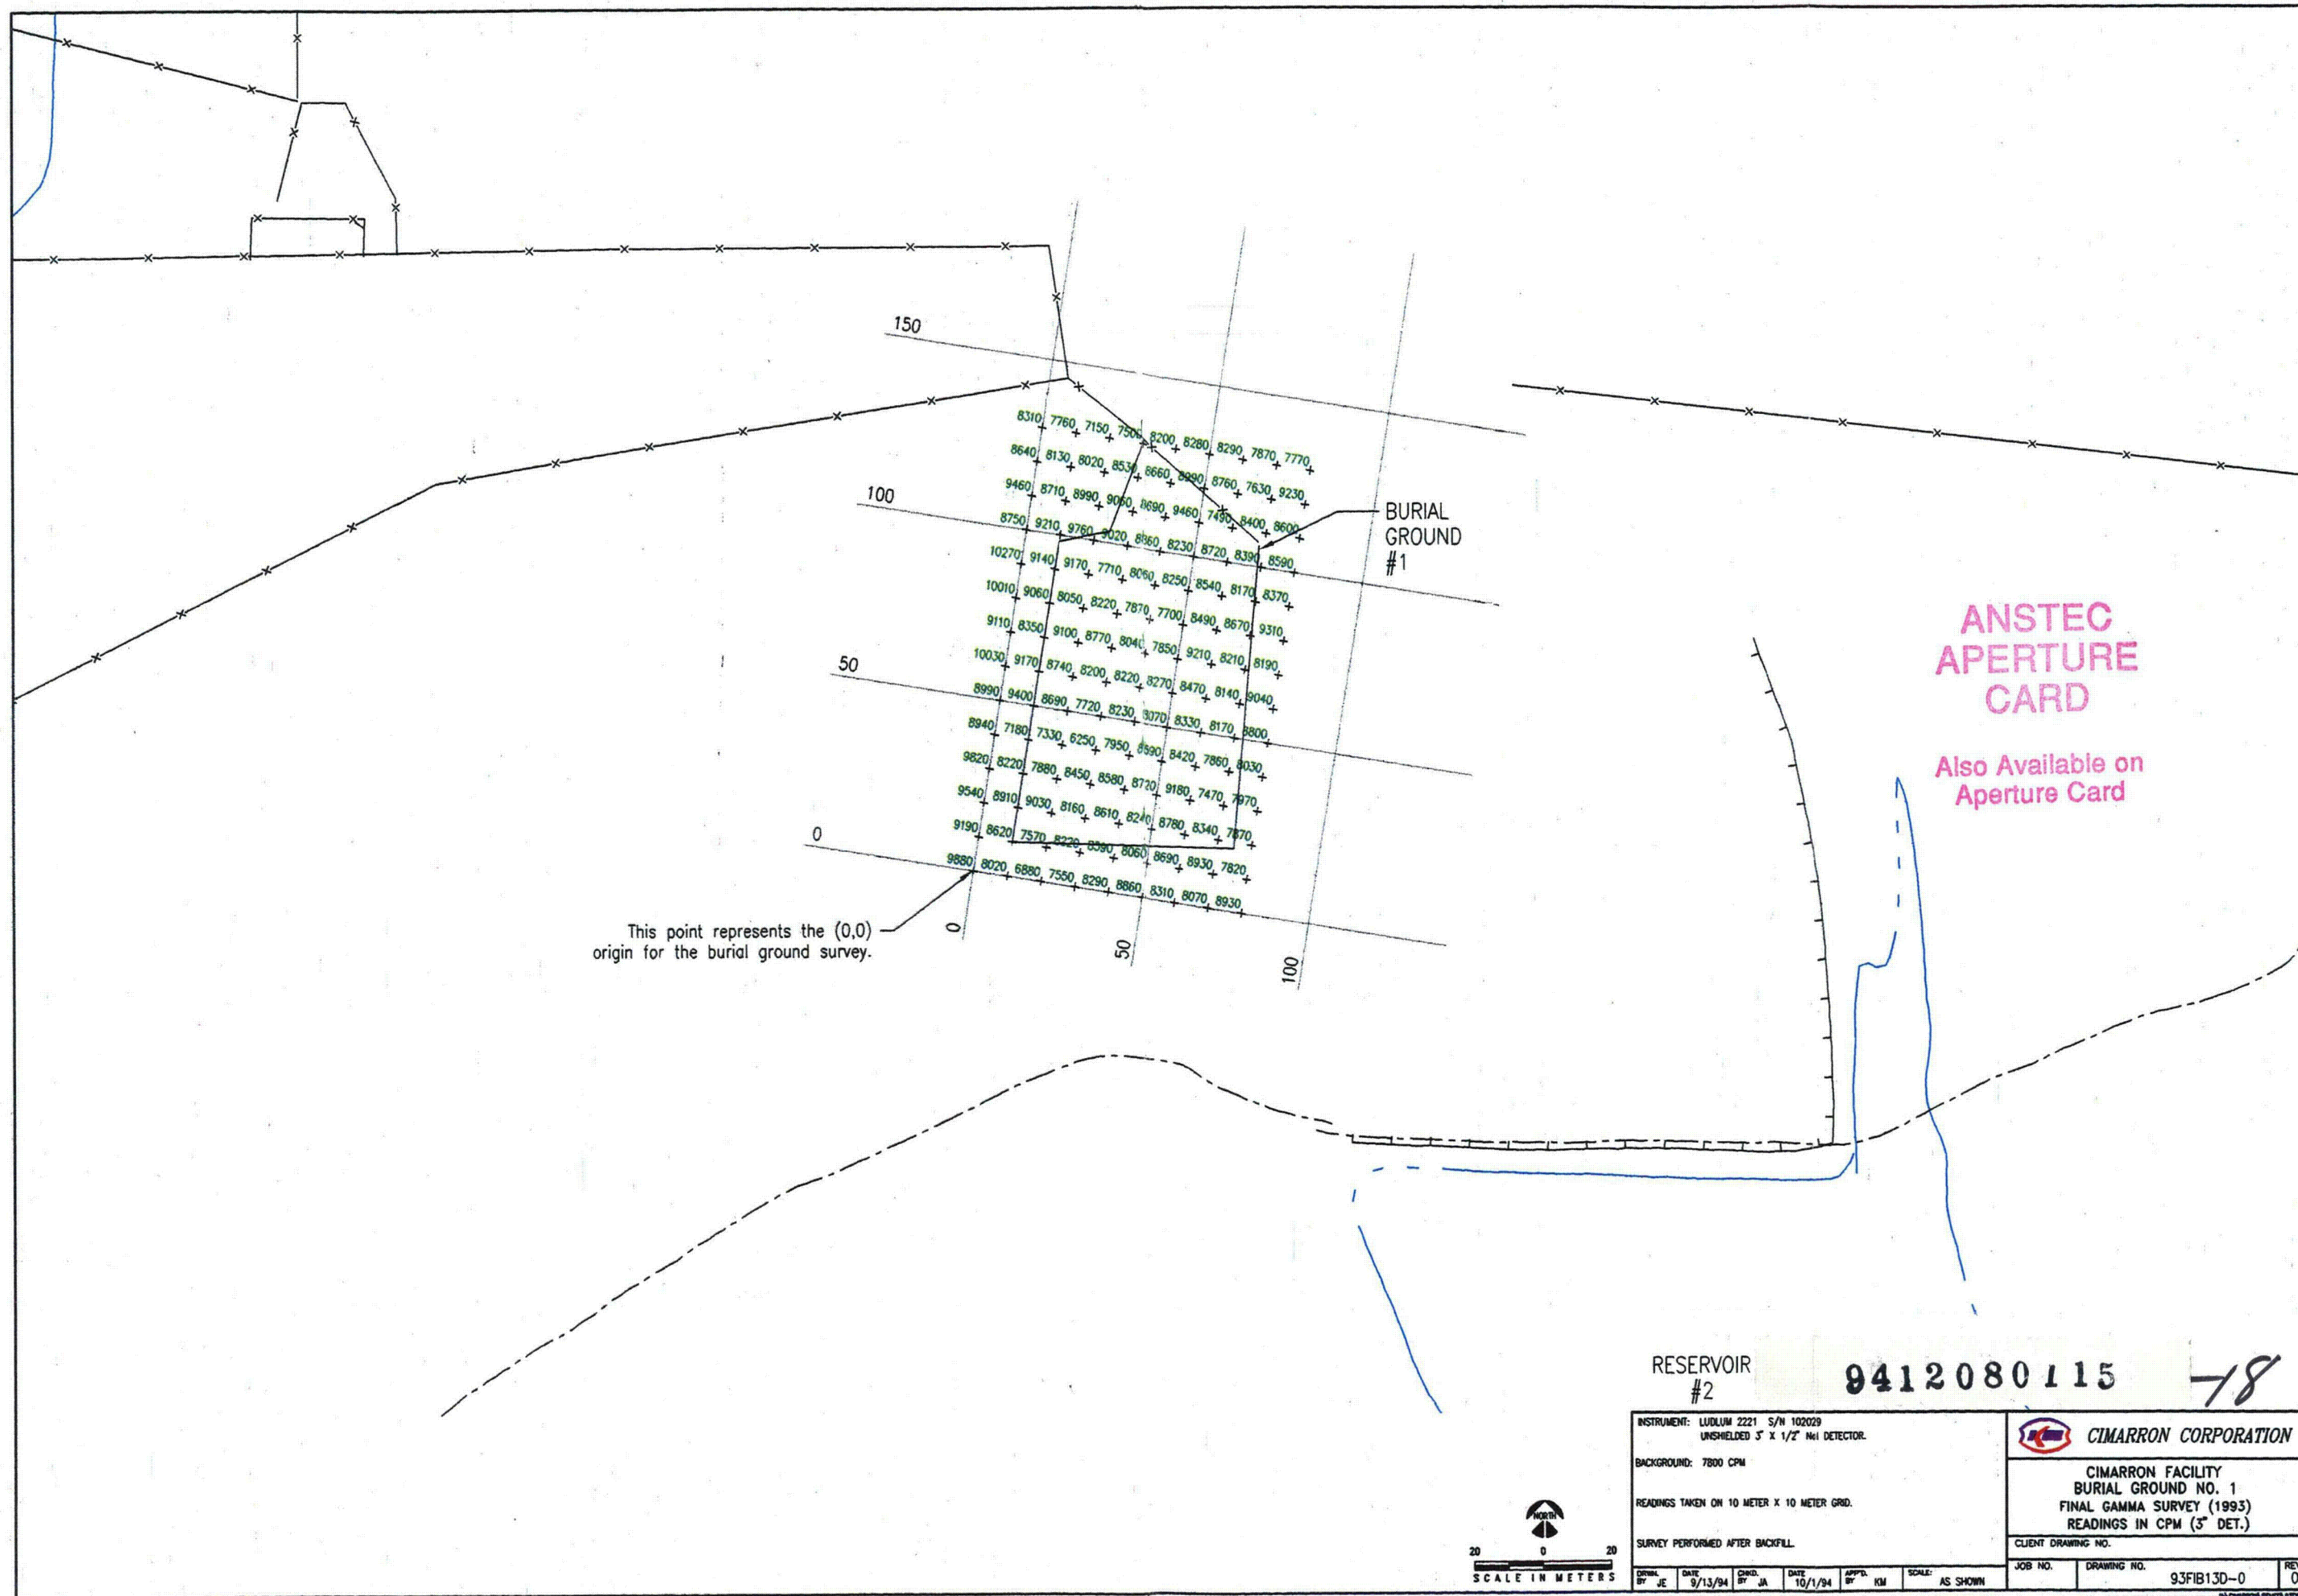 150
8310 7760 7150 8200 8280 8290 7870 7770
8640 8130 8020 8530 8660 8990 8760 7630 9230
100
9460 8710 8990 9060 8690 9460 7490 8400 8600
8750 9210 9760 9020 8860 8230 8720 8390 8590
BURIAL
GROUND
#1
10270 9140 9170 7710 8060 8250 8540 8170 8370
10010 9060 8050 8220 7870 7700 8490 8670 9310
9110 8350 9100 8770 8040 7850 9210 8210 8190
50
10030 9170 8740 8200 8220 8270 8470 8140 9040
8990 9400 8690 7720 8230 8330 8170 8800
8940 7180 7330 6250 7950 8420 7860 8030
9820 8220 7880 8450 8580 8720 9180 7470 7970
9540 8910 9030 8160 8610 8240 8780 8340 7870
0
9190 8620 7570 8220 8390 8060 8690 8930 7820
9880 8020 6880 7550 8290 8860 8310 8070 8930
This point represents the (0,0)
origin for the burial ground survey.
0
50
100
ANSTEC
APERTURE
CARD
Also Available on
Aperture Card
RESERVOIR
#2
9412080115 -18
INSTRUMENT: LUDLUM 2221 S/N 102029
UNSHIELDED 3" X 1/2" NaI DETECTOR.
BACKGROUND: 7800 CPM
READINGS TAKEN ON 10 METER X 10 METER GRID.
SURVEY PERFORMED AFTER BACKFILL.
NORTH
20 0 20
SCALE IN METERS
DRWN. BY JE
DATE 9/13/94
CHKD. BY JA
DATE 10/1/94
APP'D. BY KM
SCALE: AS SHOWN
CIMARRON CORPORATION
CIMARRON FACILITY
BURIAL GROUND NO. 1
FINAL GAMMA SURVEY (1993)
READINGS IN CPM (3" DET.)
CLIENT DRAWING NO.
JOB NO.
DRAWING NO.
93FIB13D-0
0